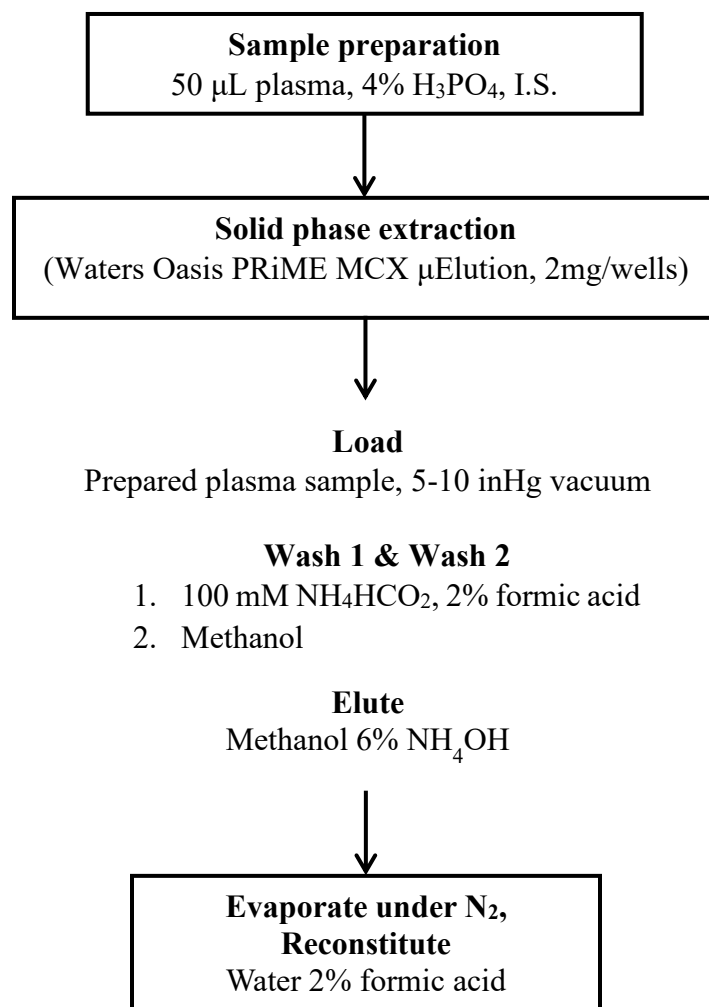 Sample preparation
50 μL plasma, 4% H₃PO₄, I.S.
Solid phase extraction
(Waters Oasis PRiME MCX μElution, 2mg/wells)
Load
Prepared plasma sample, 5-10 inHg vacuum
Wash 1 & Wash 2
1. 100 mM NH₄HCO₂, 2% formic acid
2. Methanol
Elute
Methanol 6% NH₄OH
Evaporate under N₂,
Reconstitute
Water 2% formic acid